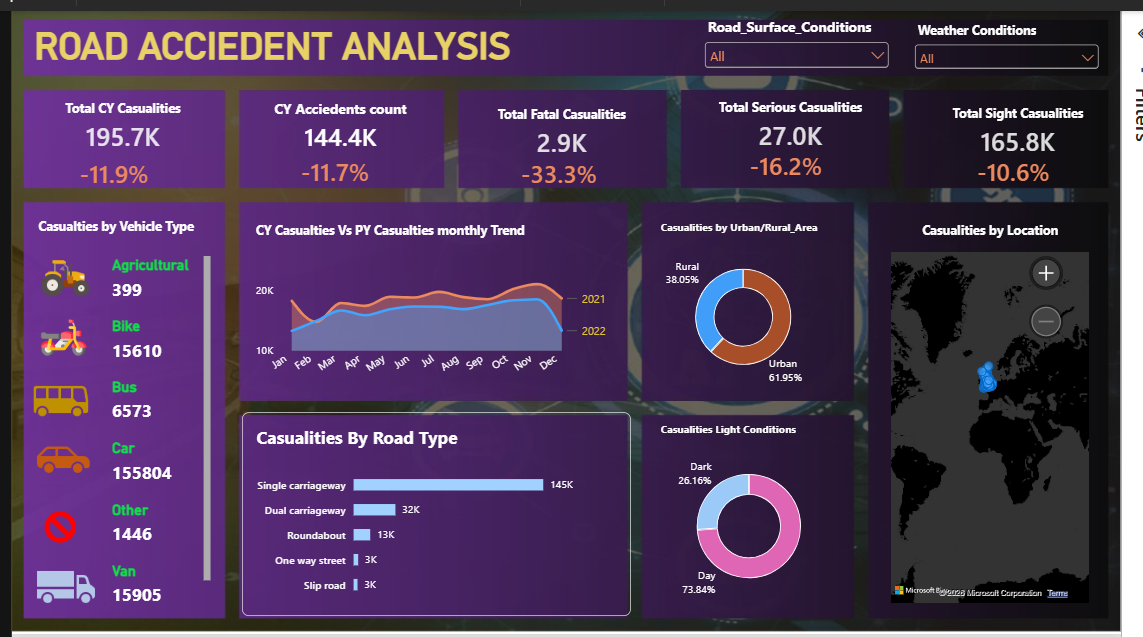 ROAD ACCIEDENT ANALYSIS
Road_Surface_Conditions
All
Weather Conditions
All
Filters
Total CY Casualities
195.7K
-11.9%
CY Acciedents count
144.4K
-11.7%
Total Fatal Casualities
2.9K
-33.3%
Total Serious Casualities
27.0K
-16.2%
Total Sight Casualities
165.8K
-10.6%
Casualties by Vehicle Type
Agricultural
399
Bike
15610
Bus
6573
Car
155804
Other
1446
Van
15905
CY Casualties Vs PY Casualties monthly Trend
20K
10K
2021
2022
Jan
Feb
Mar
Apr
May
Jun
Jul
Aug
Sep
Oct
Nov
Dec
Casualities By Road Type
Single carriageway 145K
Dual carriageway 32K
Roundabout 13K
One way street 3K
Slip road 3K
Casualities by Urban/Rural_Area
Rural
38.05%
Urban
61.95%
Casualities Light Conditions
Dark
26.16%
Day
73.84%
Casualities by Location
Microsoft
Microsoft Corporation
Terms